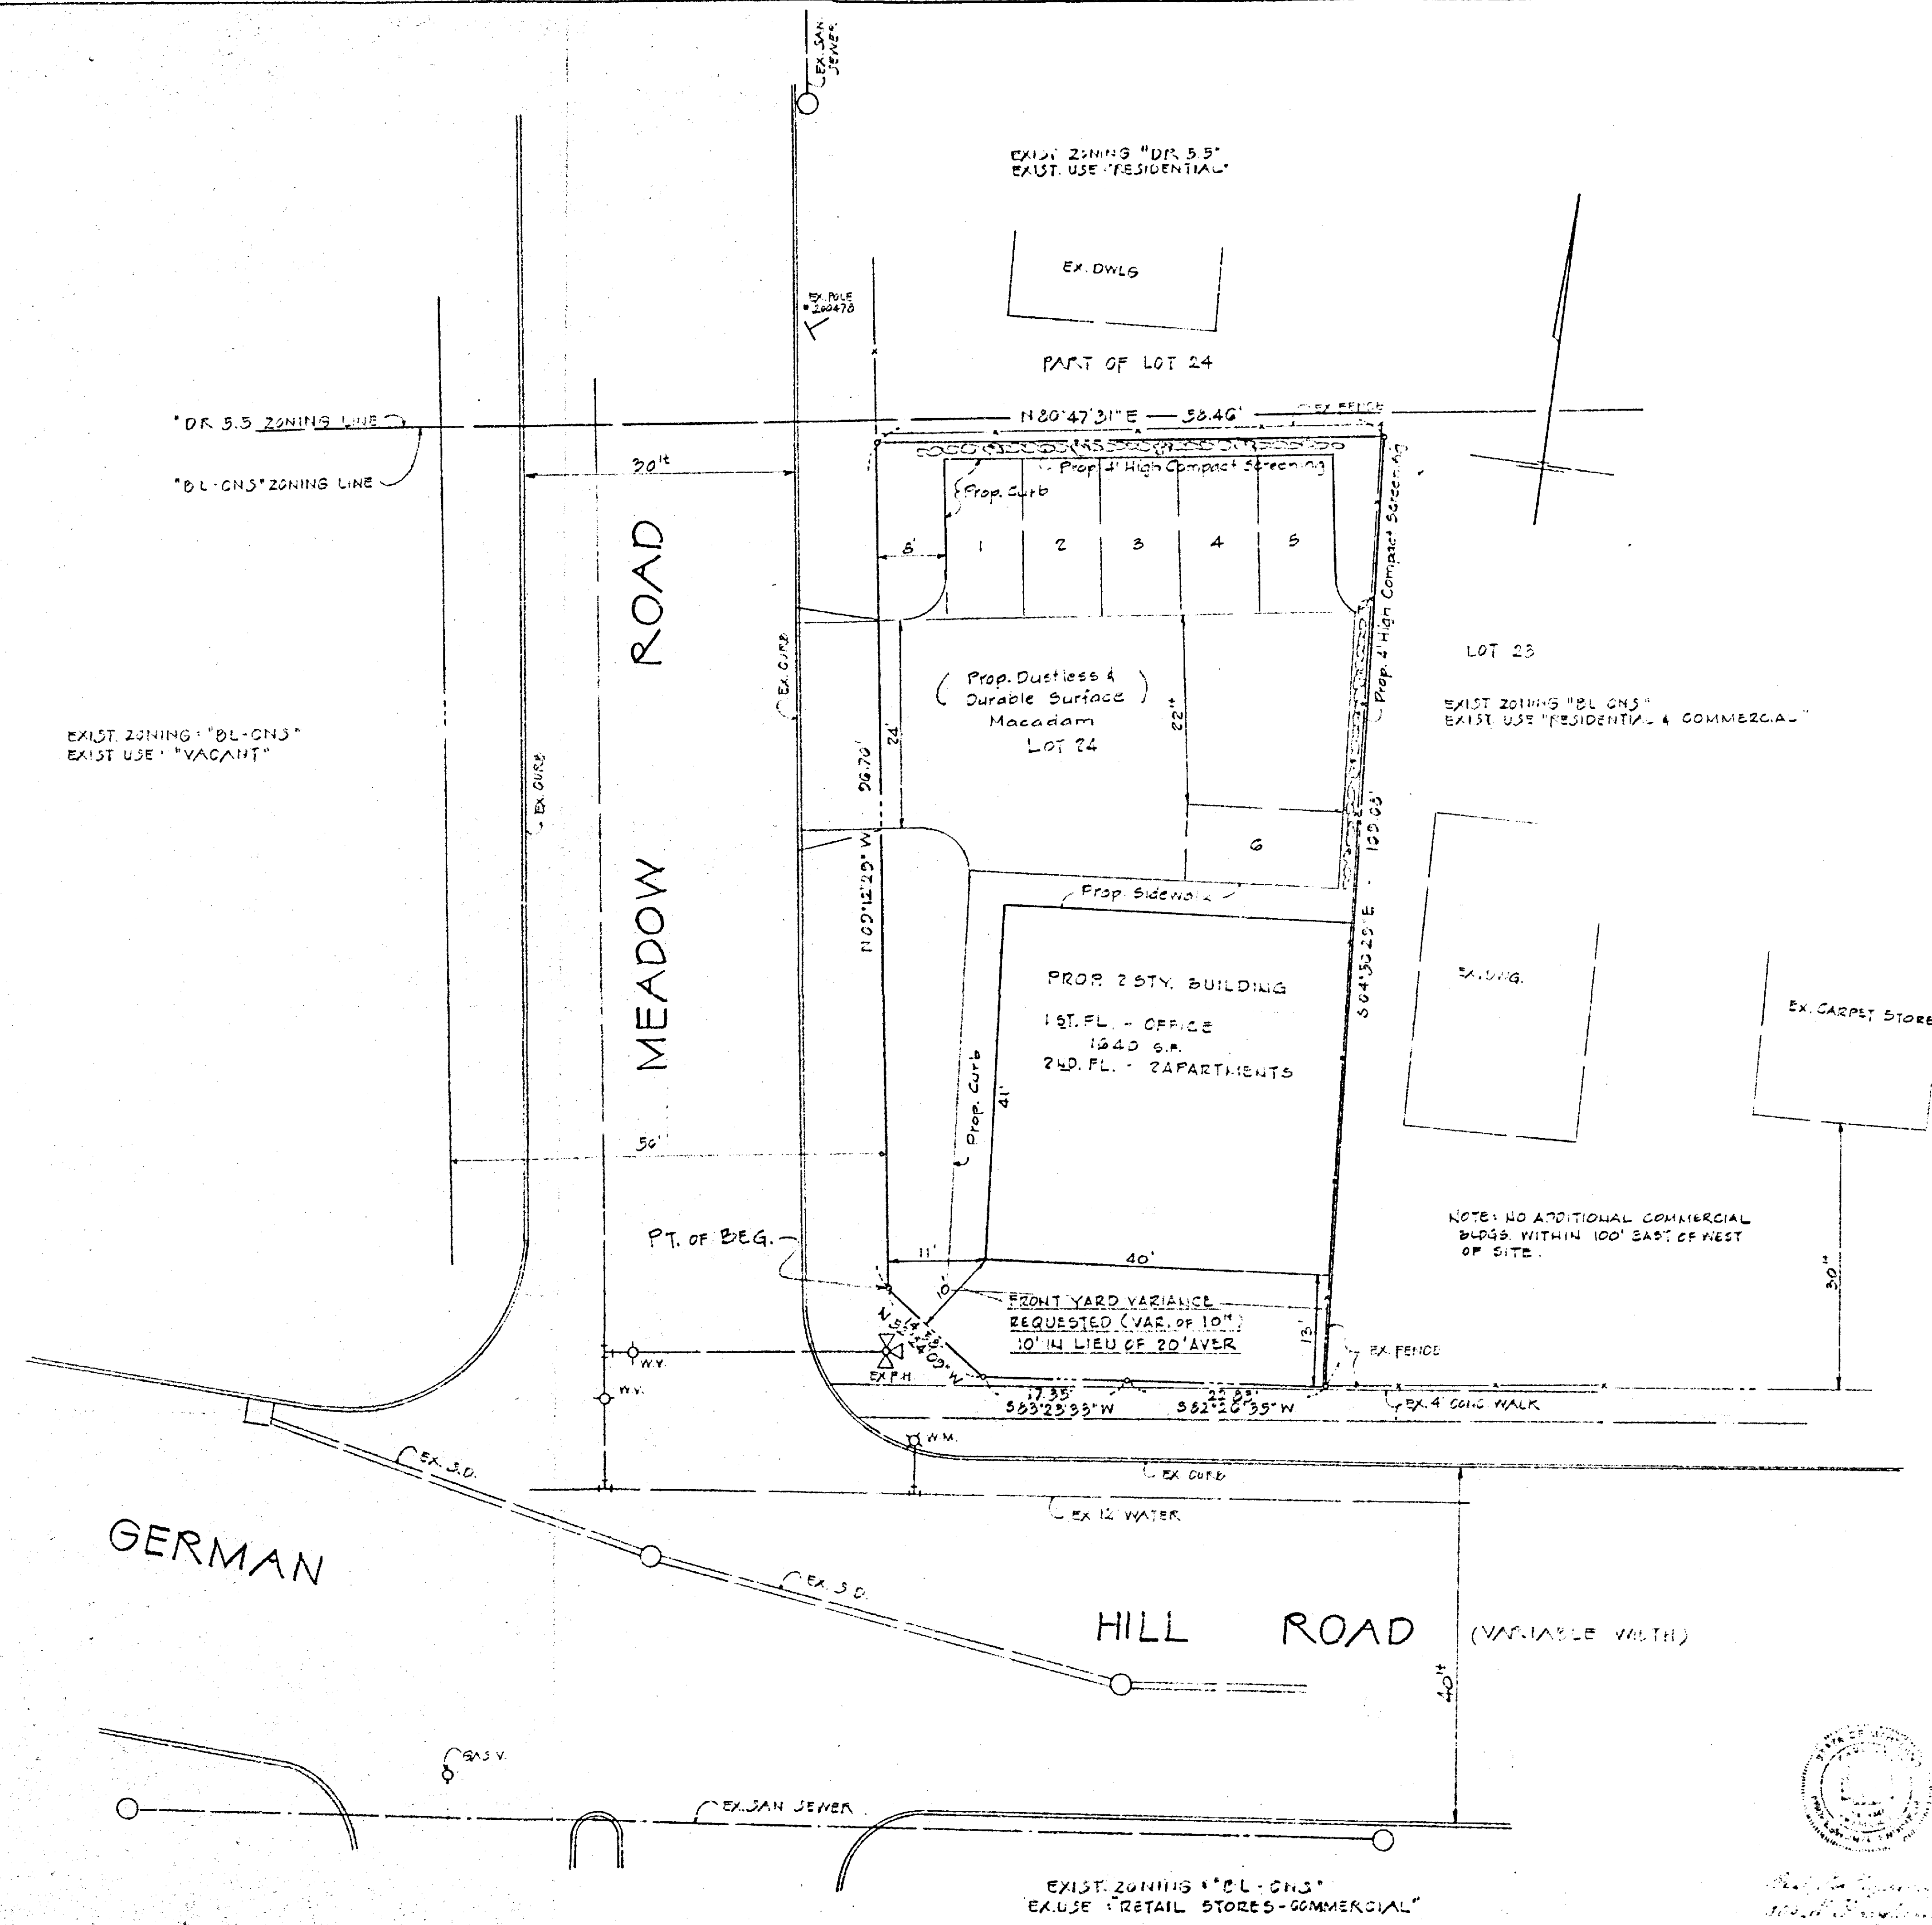 EX. SAN.
SEWER
EXIST ZONING "DR 5.5"
EXIST. USE "RESIDENTIAL"
EX. DWLG
EX. POLE
# 260478
PART OF LOT 24
"DR 5.5 ZONING LINE
"BL-CNS" ZONING LINE
N 80°47'31" E — 58.46'
EX. FENCE
30'±
Prop. 4' High Compact Screening
Prop. Curb
8'
1
2
3
4
5
Prop. 4' High Compact Screening
ROAD
EX. CURB
LOT 23
Prop. Dustless &
Durable Surface
Macadam
LOT 24
24'
22'±
EXIST ZONING "BL CNS"
EXIST. USE "RESIDENTIAL & COMMERCIAL"
EXIST. ZONING: "BL-CNS"
EXIST USE: "VACANT"
EX. CURB
N 09°12'29" W 96.70'
6
Prop. Sidewalk
S 04°50'29" E
MEADOW
PROP. 2 STY. BUILDING
1 ST. FL. - OFFICE
1640 S.F.
2ND. FL. - 2 APARTMENTS
EX. DWG.
EX. CARPET STORE
Prop. Curb
41'
50'
PT. OF BEG.
11'
40'
NOTE: NO ADDITIONAL COMMERCIAL
BLDGS. WITHIN 100' EAST OF WEST
OF SITE.
30'±
10'
FRONT YARD VARIANCE
REQUESTED (VAR. OF 10'±)
10' IN LIEU OF 20' AVER
13'
14.58'
EX. FENCE
W.V.
W.V.
EX F.H.
17.35'
S 83°23'33" W
22.83'
S 82°26'35" W
EX. 4' CONC. WALK
W.M.
EX CURB
EX. S.D.
EX 12" WATER
GERMAN
EX. S.D.
HILL ROAD (VARIABLE WIDTH)
40'±
GAS V.
EX. SAN SEWER
EXIST. ZONING "BL-CNS"
EX. USE "RETAIL STORES-COMMERCIAL"